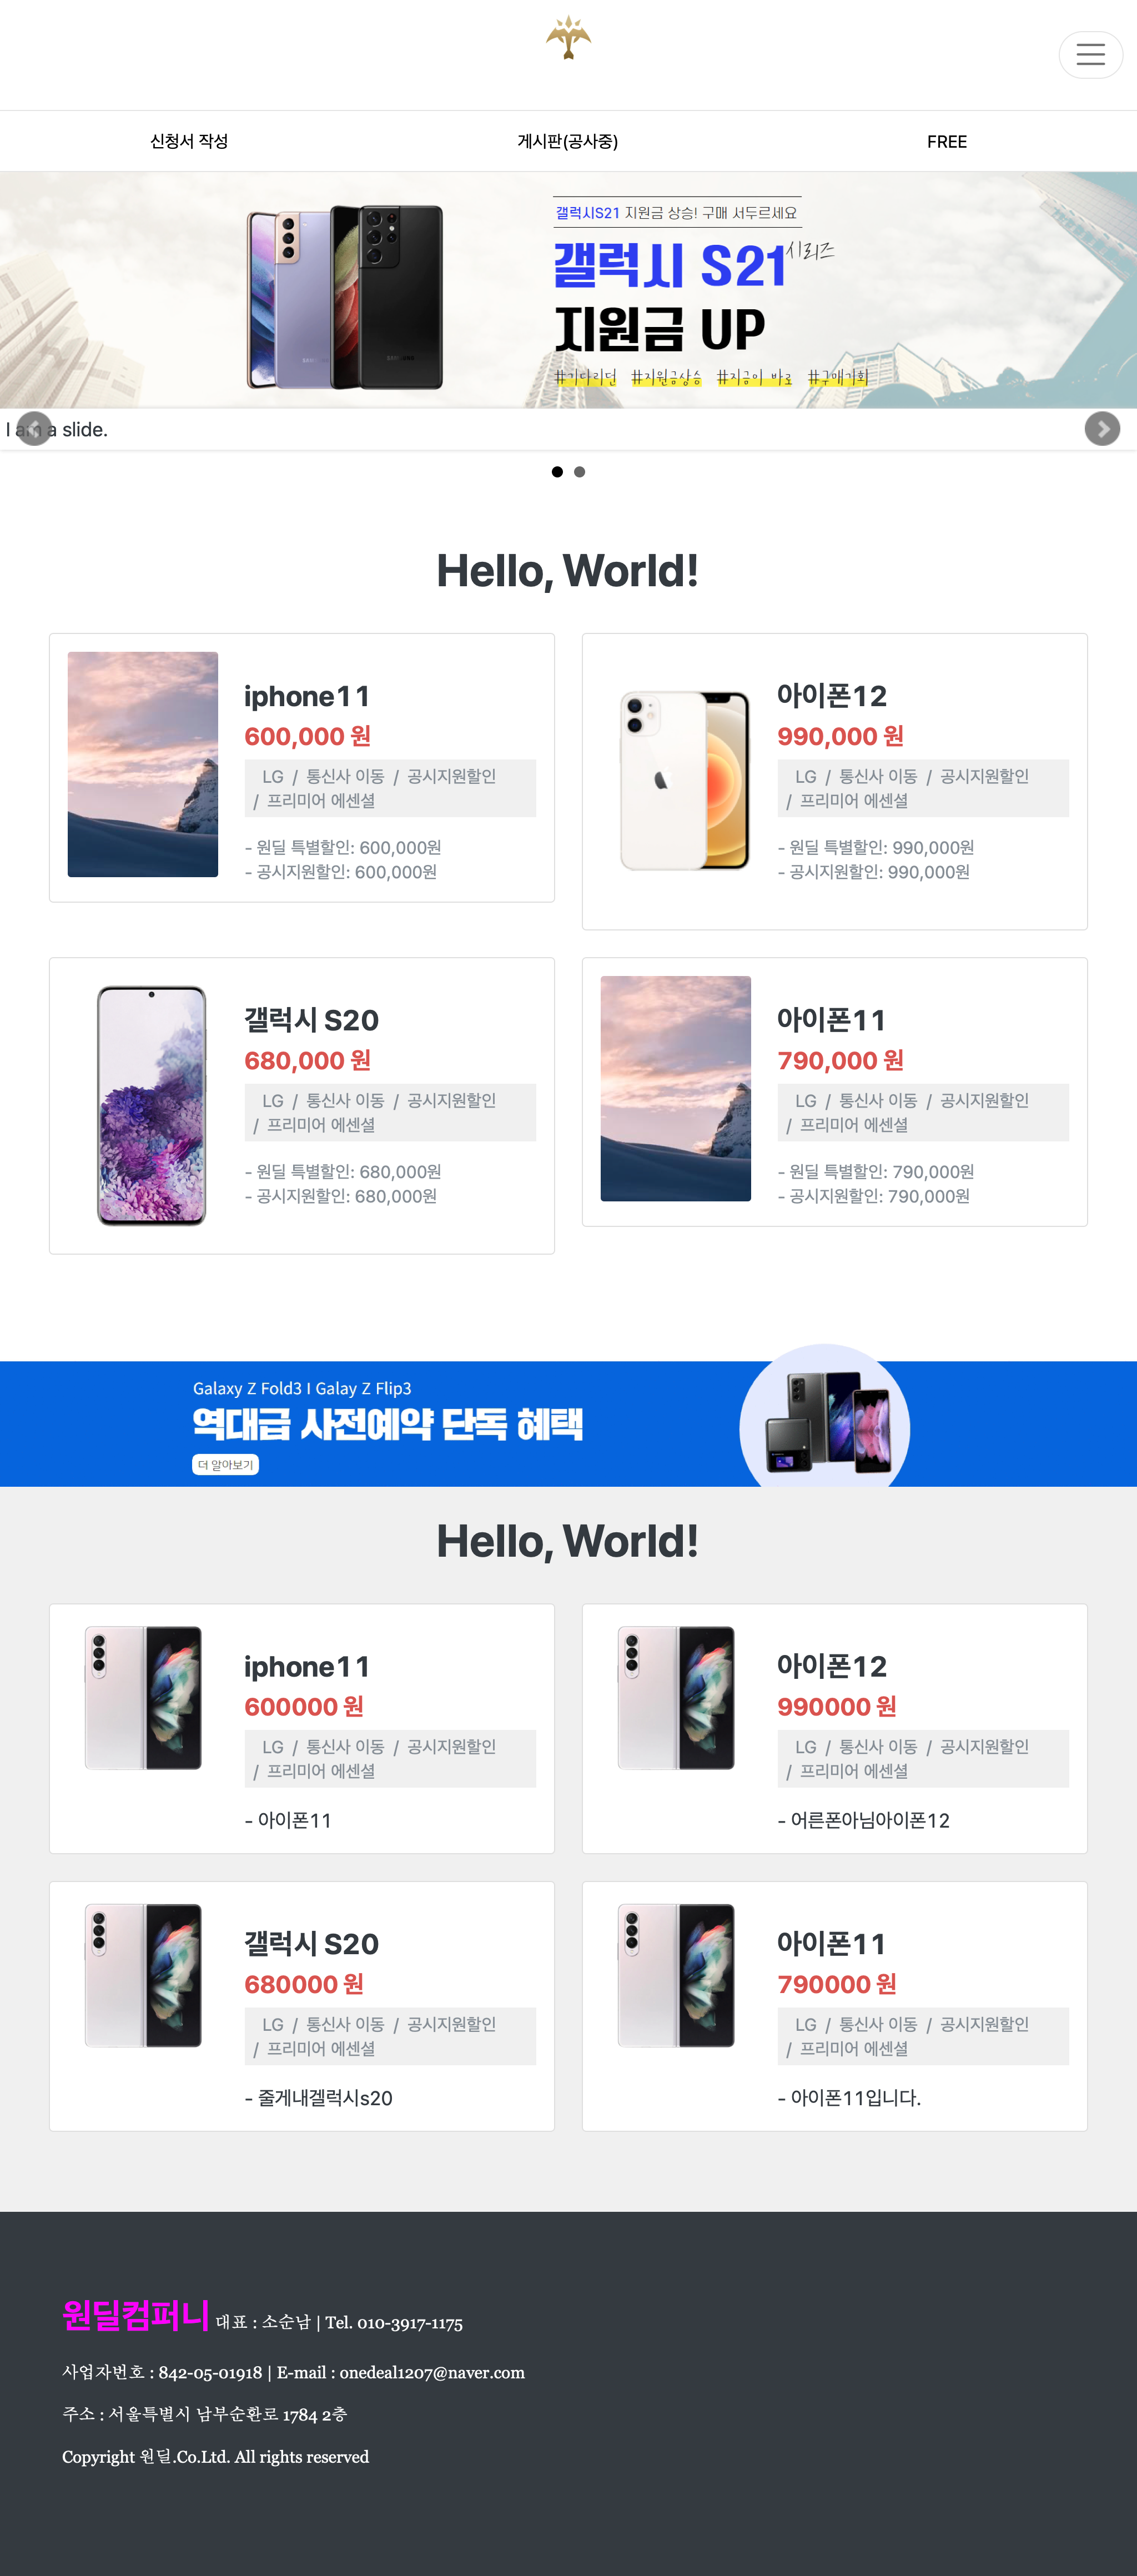 신청서 작성
게시판(공사중)
FREE
갤럭시S21 지원금 상승! 구매 서두르세요
갤럭시 S21 시리즈
지원금 UP
#기다리던 #지원금상승 #지금이 바로 #구매기회
I am a slide.
Hello, World!
iphone11
600,000 원
LG / 통신사 이동 / 공시지원할인
/ 프리미어 에센셜
- 원딜 특별할인: 600,000원
- 공시지원할인: 600,000원
아이폰12
990,000 원
LG / 통신사 이동 / 공시지원할인
/ 프리미어 에센셜
- 원딜 특별할인: 990,000원
- 공시지원할인: 990,000원
갤럭시 S20
680,000 원
LG / 통신사 이동 / 공시지원할인
/ 프리미어 에센셜
- 원딜 특별할인: 680,000원
- 공시지원할인: 680,000원
아이폰11
790,000 원
LG / 통신사 이동 / 공시지원할인
/ 프리미어 에센셜
- 원딜 특별할인: 790,000원
- 공시지원할인: 790,000원
Galaxy Z Fold3 I Galay Z Flip3
역대급 사전예약 단독 혜택
더 알아보기
Hello, World!
iphone11
600000 원
LG / 통신사 이동 / 공시지원할인
/ 프리미어 에센셜
- 아이폰11
아이폰12
990000 원
LG / 통신사 이동 / 공시지원할인
/ 프리미어 에센셜
- 어른폰아님아이폰12
갤럭시 S20
680000 원
LG / 통신사 이동 / 공시지원할인
/ 프리미어 에센셜
- 줄게내겔럭시s20
아이폰11
790000 원
LG / 통신사 이동 / 공시지원할인
/ 프리미어 에센셜
- 아이폰11입니다.
원딜컴퍼니 대표 : 소순남 | Tel. 010-3917-1175
사업자번호 : 842-05-01918 | E-mail : onedeal1207@naver.com
주소 : 서울특별시 남부순환로 1784 2층
Copyright 원딜.Co.Ltd. All rights reserved